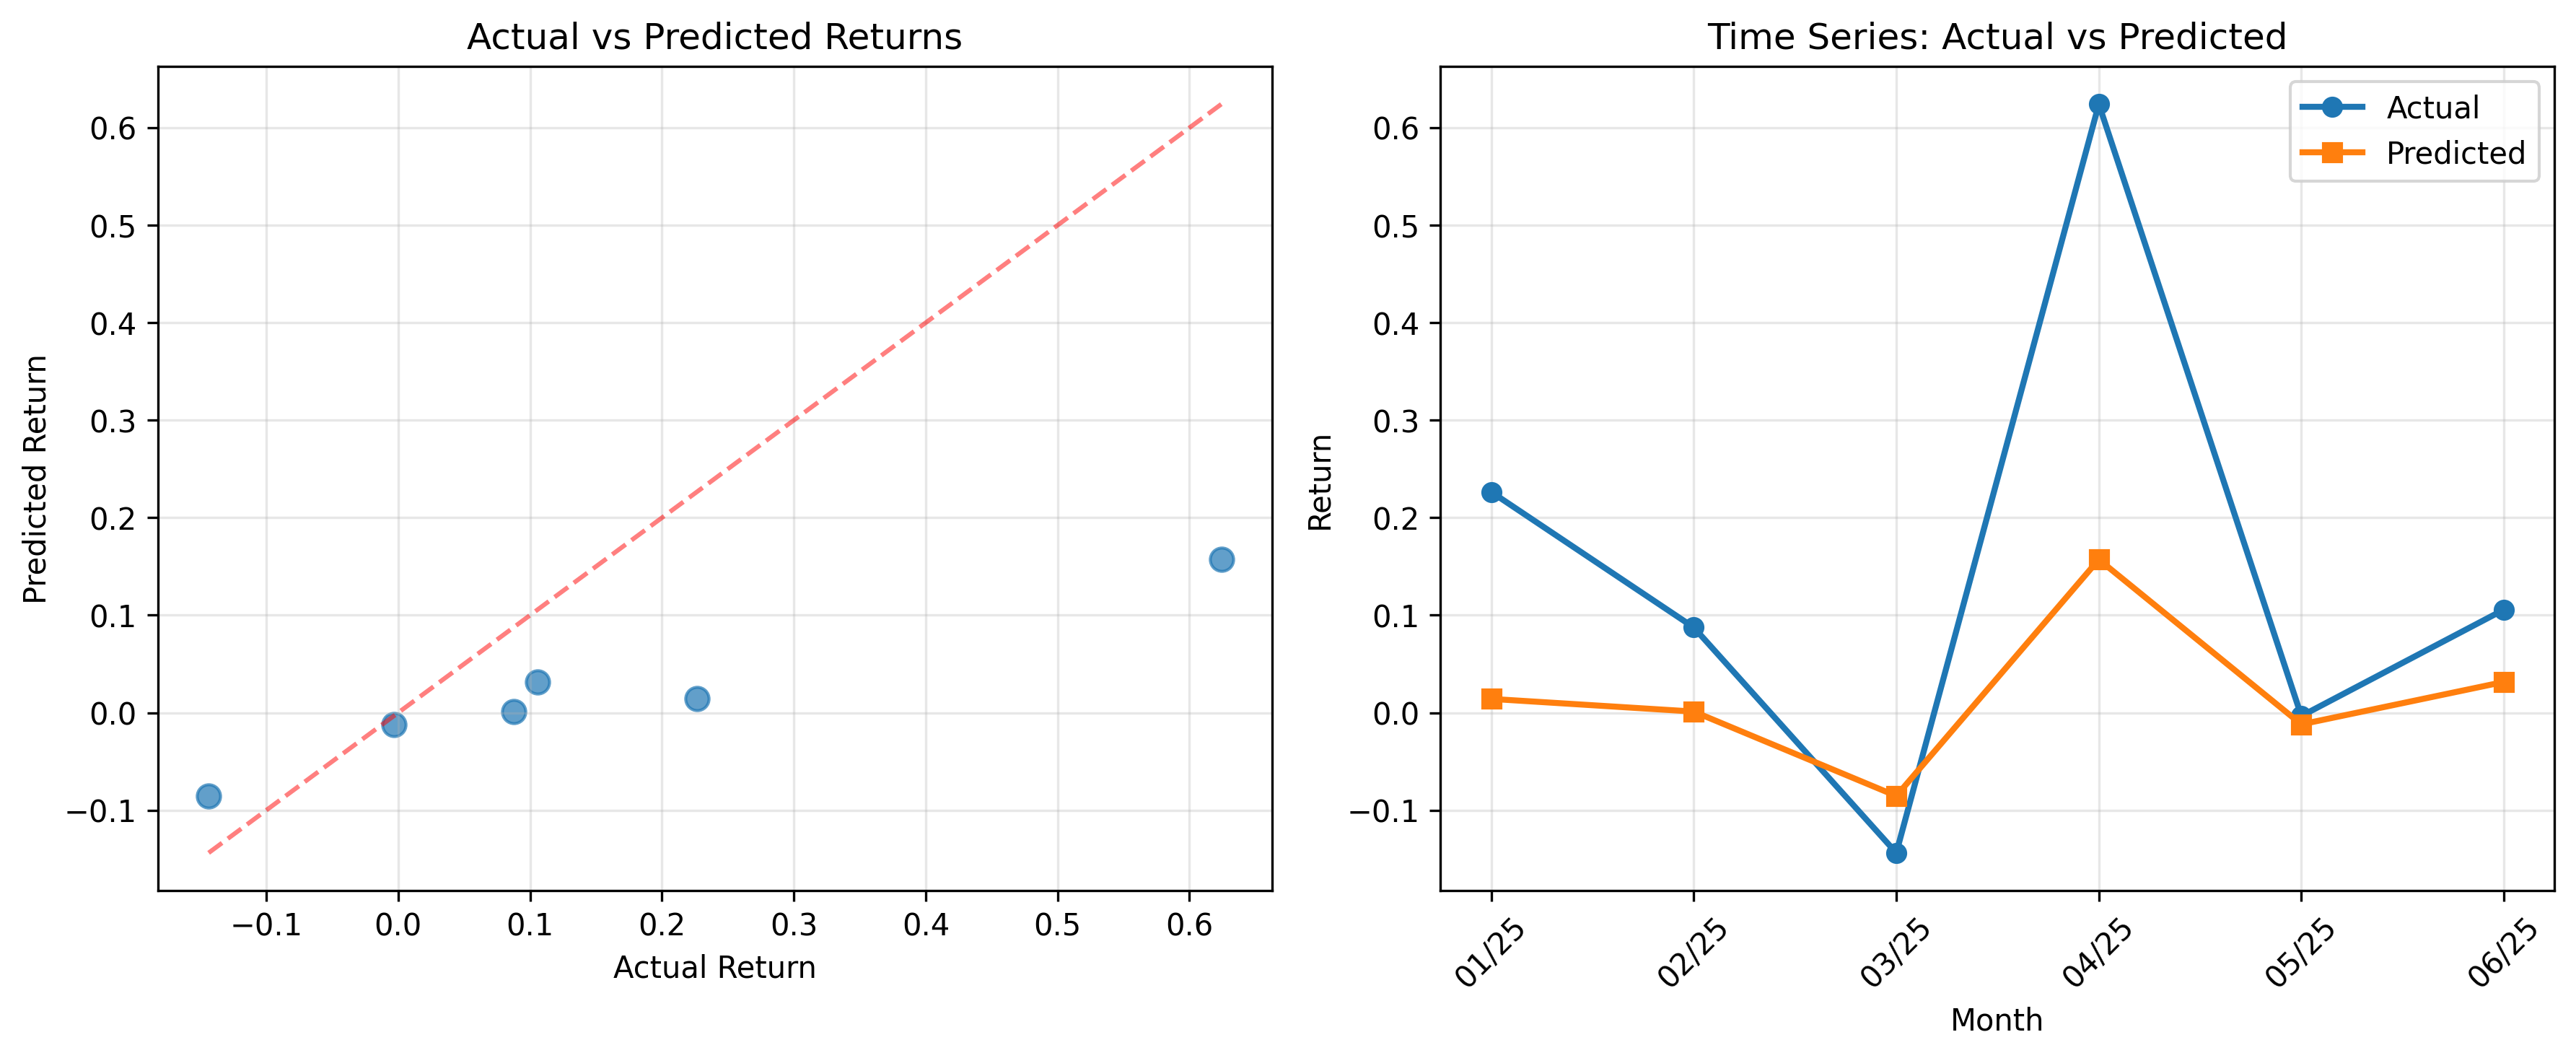 Actual vs Predicted Returns
Predicted Return
0.6
0.5
0.4
0.3
0.2
0.1
0.0
−0.1
−0.1 0.0 0.1 0.2 0.3 0.4 0.5 0.6
Actual Return
Time Series: Actual vs Predicted
Actual
Predicted
Return
0.6
0.5
0.4
0.3
0.2
0.1
0.0
−0.1
01/25 02/25 03/25 04/25 05/25 06/25
Month